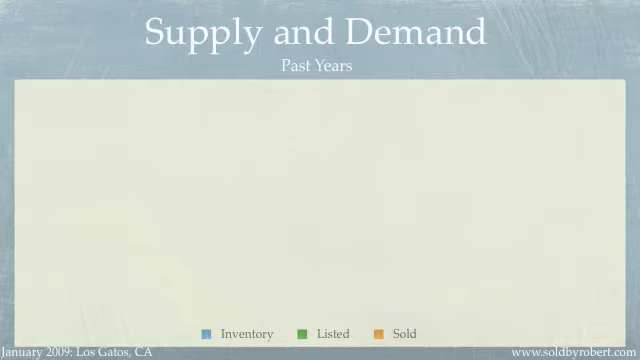 Supply and Demand
Past Years
Inventory Listed Sold
January 2009: Los Gatos, CA www.soldbyrobert.com